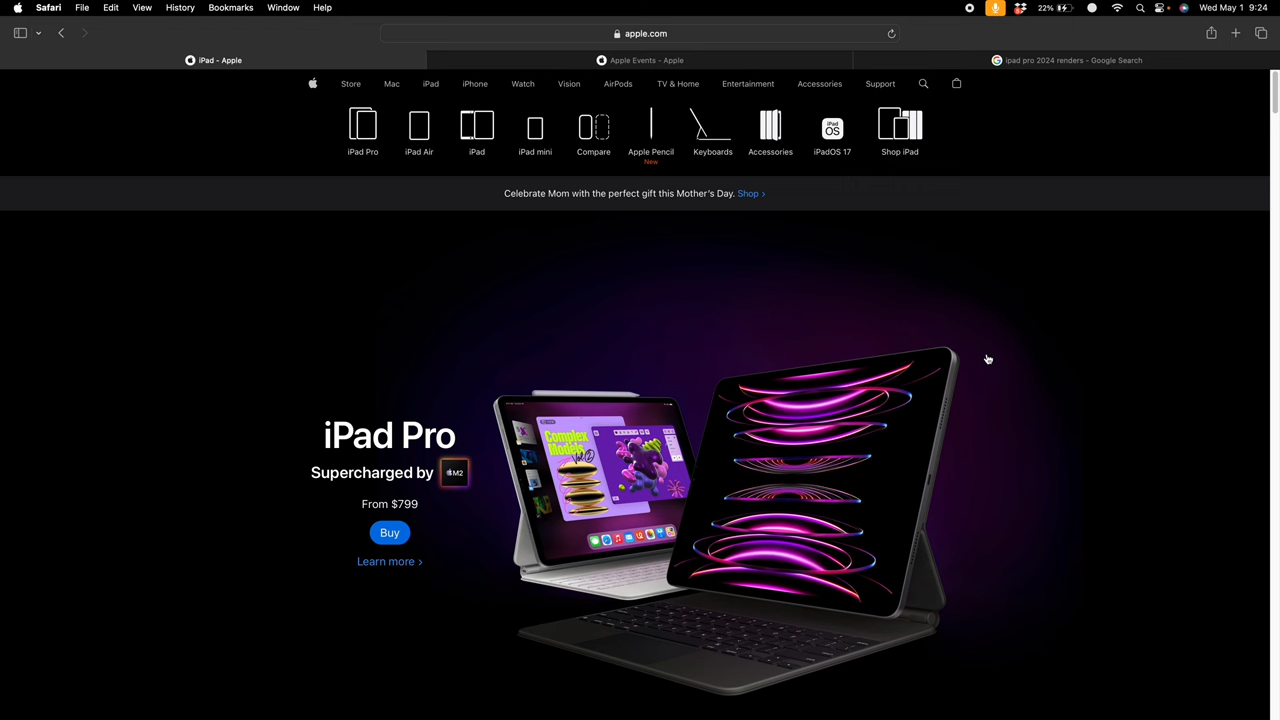 Safari File Edit View History Bookmarks Window Help 22% Wed May 1 9:24
apple.com
iPad - Apple Apple Events - Apple ipad pro 2024 renders - Google Search
Store Mac iPad iPhone Watch Vision AirPods TV & Home Entertainment Accessories Support
iPad OS
iPad Pro iPad Air iPad iPad mini Compare Apple Pencil Keyboards Accessories iPadOS 17 Shop iPad
New
Celebrate Mom with the perfect gift this Mother's Day. Shop >
iPad Pro
Supercharged by M2
From $799
Buy
Learn more >
Complex
Models